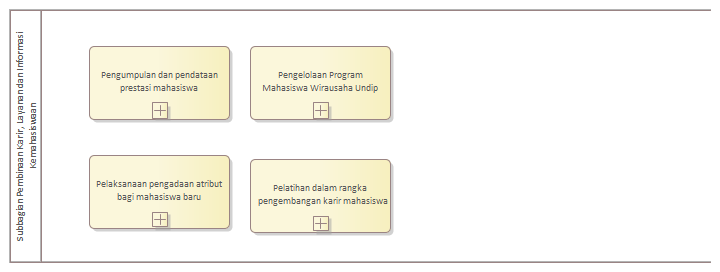 Subbagian Pembinaan Karir, Layanan dan Informasi
Kemahasiswaan
Pengumpulan dan pendataan
prestasi mahasiswa
Pengelolaan Program
Mahasiswa Wirausaha Undip
Pelaksanaan pengadaan atribut
bagi mahasiswa baru
Pelatihan dalam rangka
pengembangan karir mahasiswa